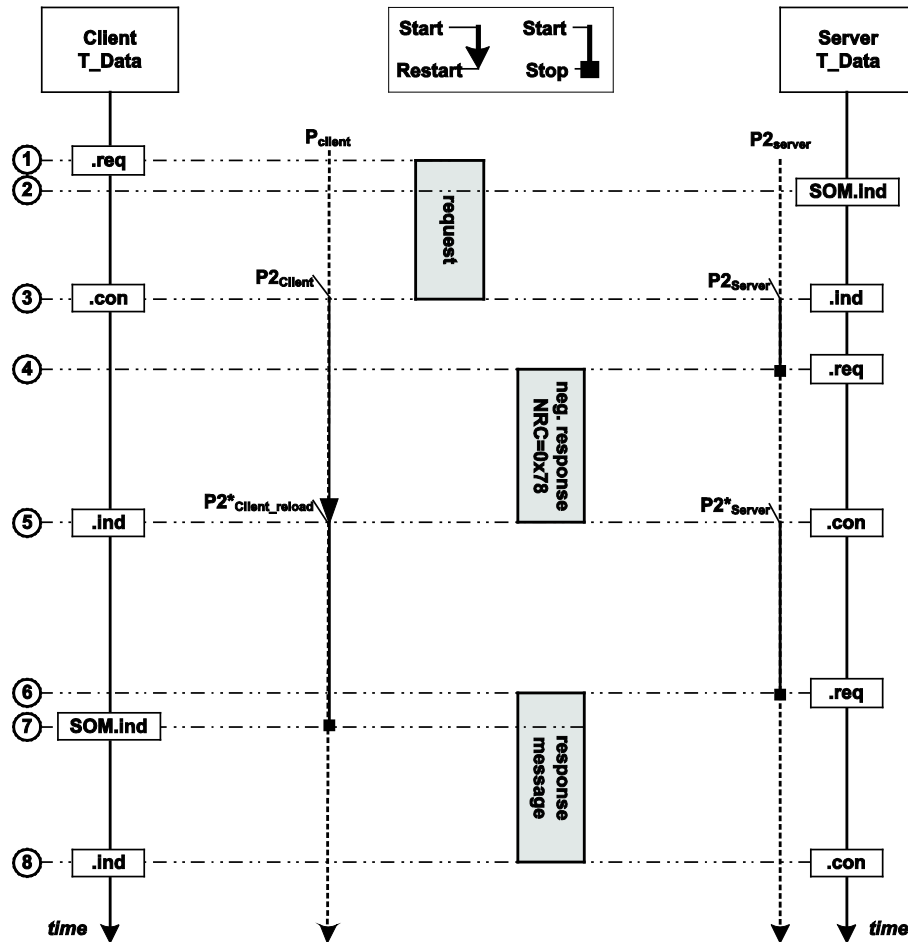 Client
T_Data
Start
Restart
Start
Stop
Server
T_Data
Pclient
P2server
1
.req
2
SOM.ind
request
P2Client
P2Server
3
.con
.ind
4
.req
neg. response
NRC=0x78
P2*Client_reload
P2*Server
5
.ind
.con
6
.req
7
SOM.ind
response
message
8
.ind
.con
time
time